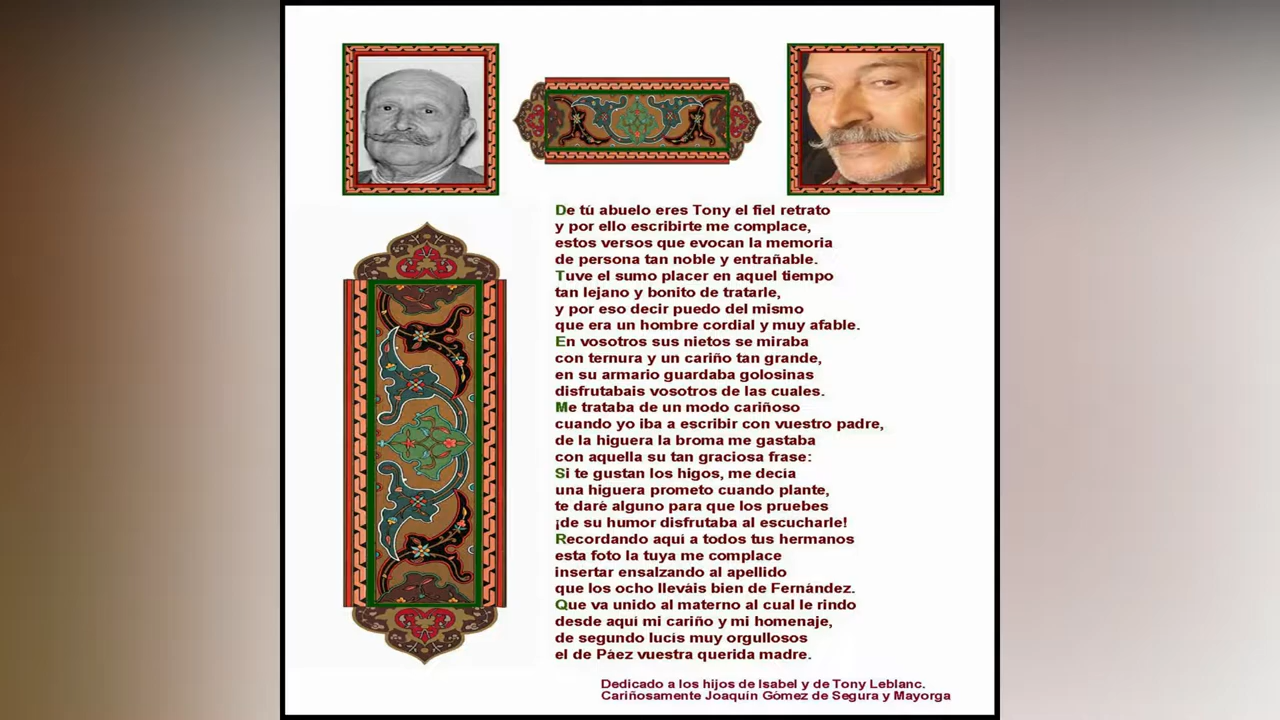 De tú abuelo eres Tony el fiel retrato
y por ello escribirte me complace,
estos versos que evocan la memoria
de persona tan noble y entrañable.
Tuve el sumo placer en aquel tiempo
tan lejano y bonito de tratarle,
y por eso decir puedo del mismo
que era un hombre cordial y muy afable.
En vosotros sus nietos se miraba
con ternura y un cariño tan grande,
en su armario guardaba golosinas
disfrutabais vosotros de las cuales.
Me trataba de un modo cariñoso
cuando yo iba a escribir con vuestro padre,
de la higuera la broma me gastaba
con aquella su tan graciosa frase:
Si te gustan los higos, me decía
una higuera prometo cuando plante,
te daré alguno para que los pruebes
¡de su humor disfrutaba al escucharle!
Recordando aquí a todos tus hermanos
esta foto la tuya me complace
insertar ensalzando al apellido
que los ocho lleváis bien de Fernández.
Que va unido al materno al cual le rindo
desde aquí mi cariño y mi homenaje,
de segundo lucís muy orgullosos
el de Páez vuestra querida madre.
Dedicado a los hijos de Isabel y de Tony Leblanc.
Cariñosamente Joaquín Gómez de Segura y Mayorga